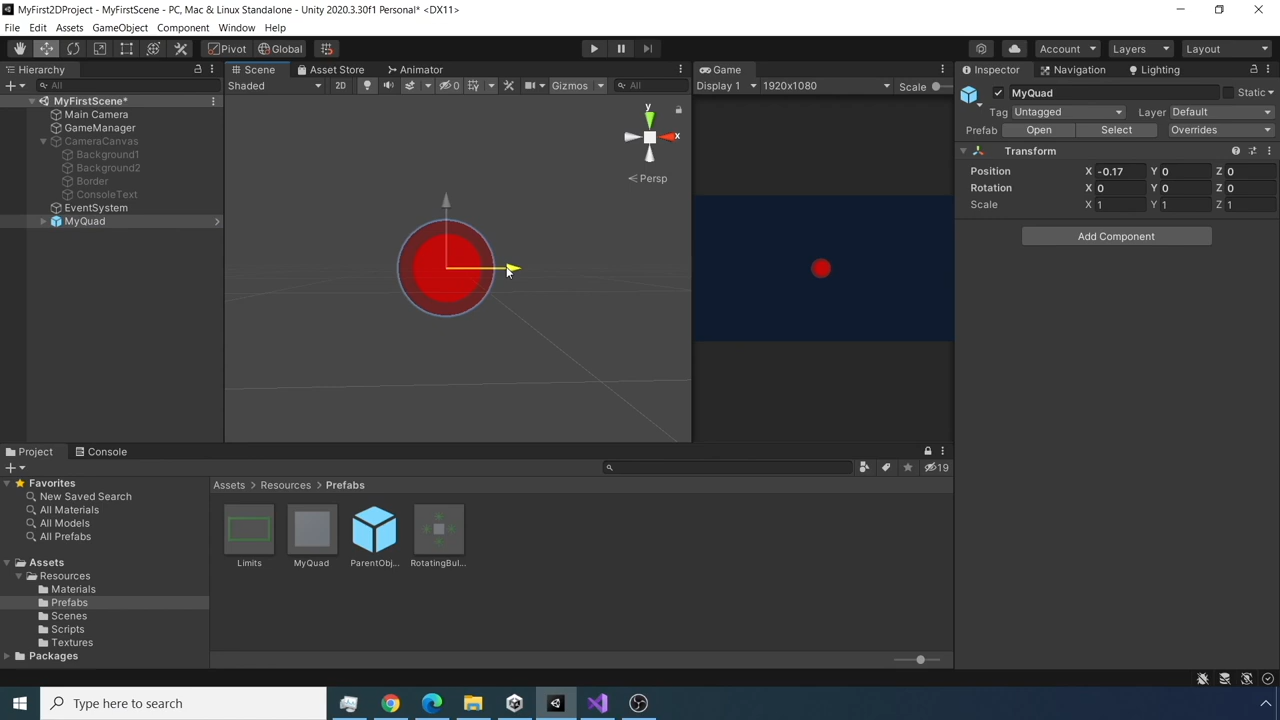 MyFirst2DProject - MyFirstScene - PC, Mac & Linux Standalone - Unity 2020.3.30f1 Personal* <DX11>
File Edit Assets GameObject Component Window Help
Pivot Global Account Layers Layout
Hierarchy
All
MyFirstScene*
Main Camera
GameManager
CameraCanvas
Background1
Background2
Border
ConsoleText
EventSystem
MyQuad
Scene Asset Store Animator
Shaded 2D 0 Gizmos All
y
x
Persp
Game
Display 1 1920x1080 Scale
Inspector Navigation Lighting
MyQuad Static
Tag Untagged Layer Default
Prefab Open Select Overrides
Transform
Position X -0.17 Y 0 Z 0
Rotation X 0 Y 0 Z 0
Scale X 1 Y 1 Z 1
Add Component
Project Console
19
Favorites
New Saved Search
All Materials
All Models
All Prefabs
Assets
Resources
Materials
Prefabs
Scenes
Scripts
Textures
Packages
Assets Resources Prefabs
Limits MyQuad ParentObj... RotatingBul...
Type here to search